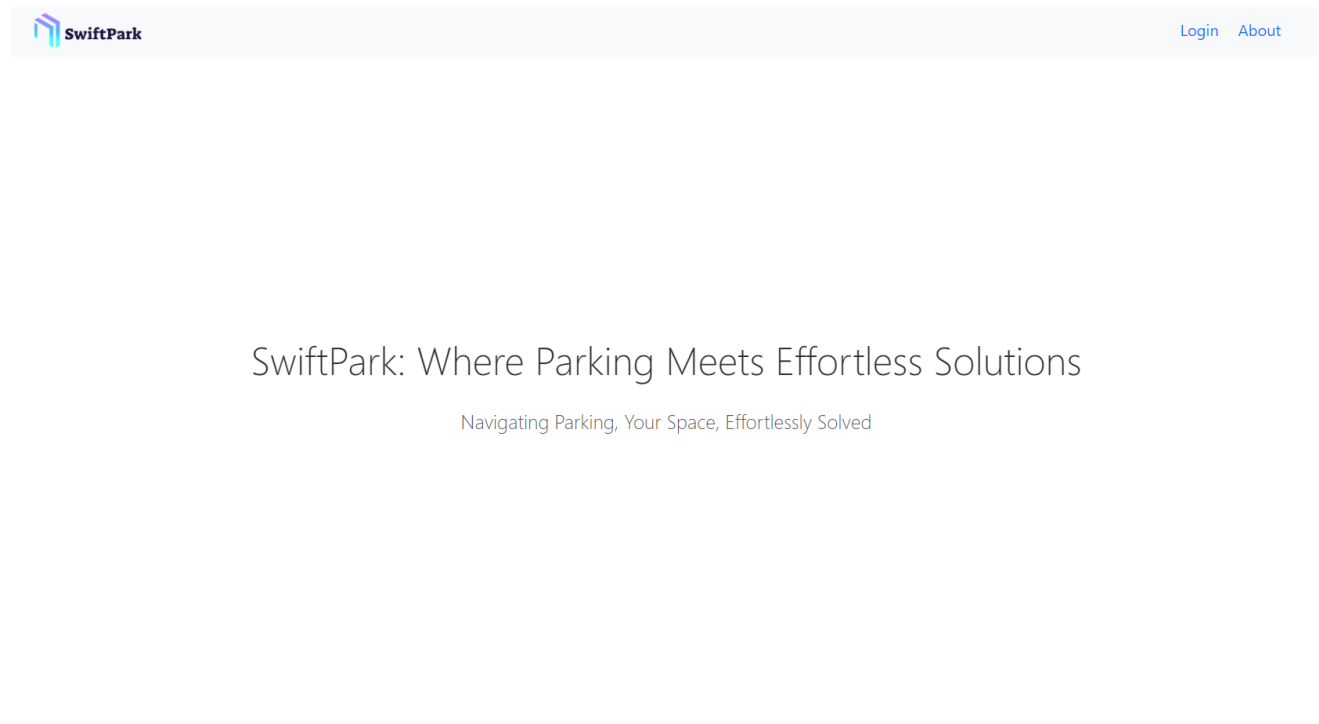 SwiftPark
Login About
SwiftPark: Where Parking Meets Effortless Solutions
Navigating Parking, Your Space, Effortlessly Solved